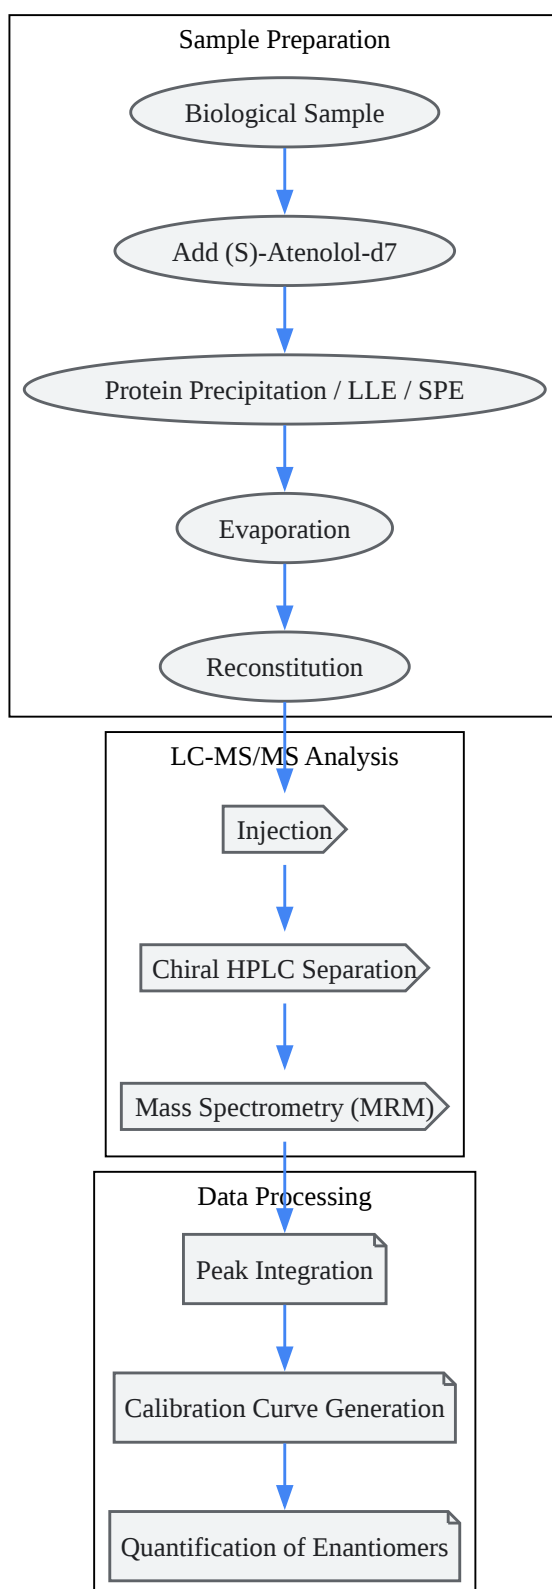 Sample Preparation
Biological Sample
Add (S)-Atenolol-d7
Protein Precipitation / LLE / SPE
Evaporation
Reconstitution
LC-MS/MS Analysis
Injection
Chiral HPLC Separation
Mass Spectrometry (MRM)
Data Processing
Peak Integration
Calibration Curve Generation
Quantification of Enantiomers